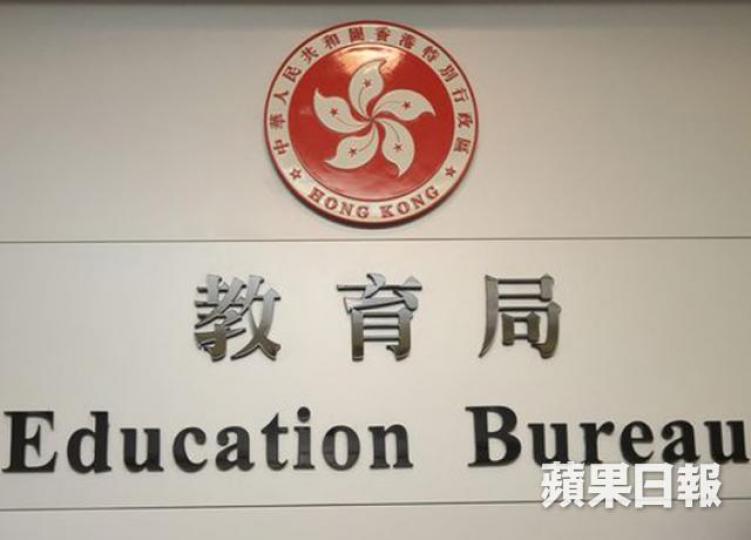 中華人民共和國香港特別行政區
HONG KONG
教育局
Education Bureau
蘋果日報